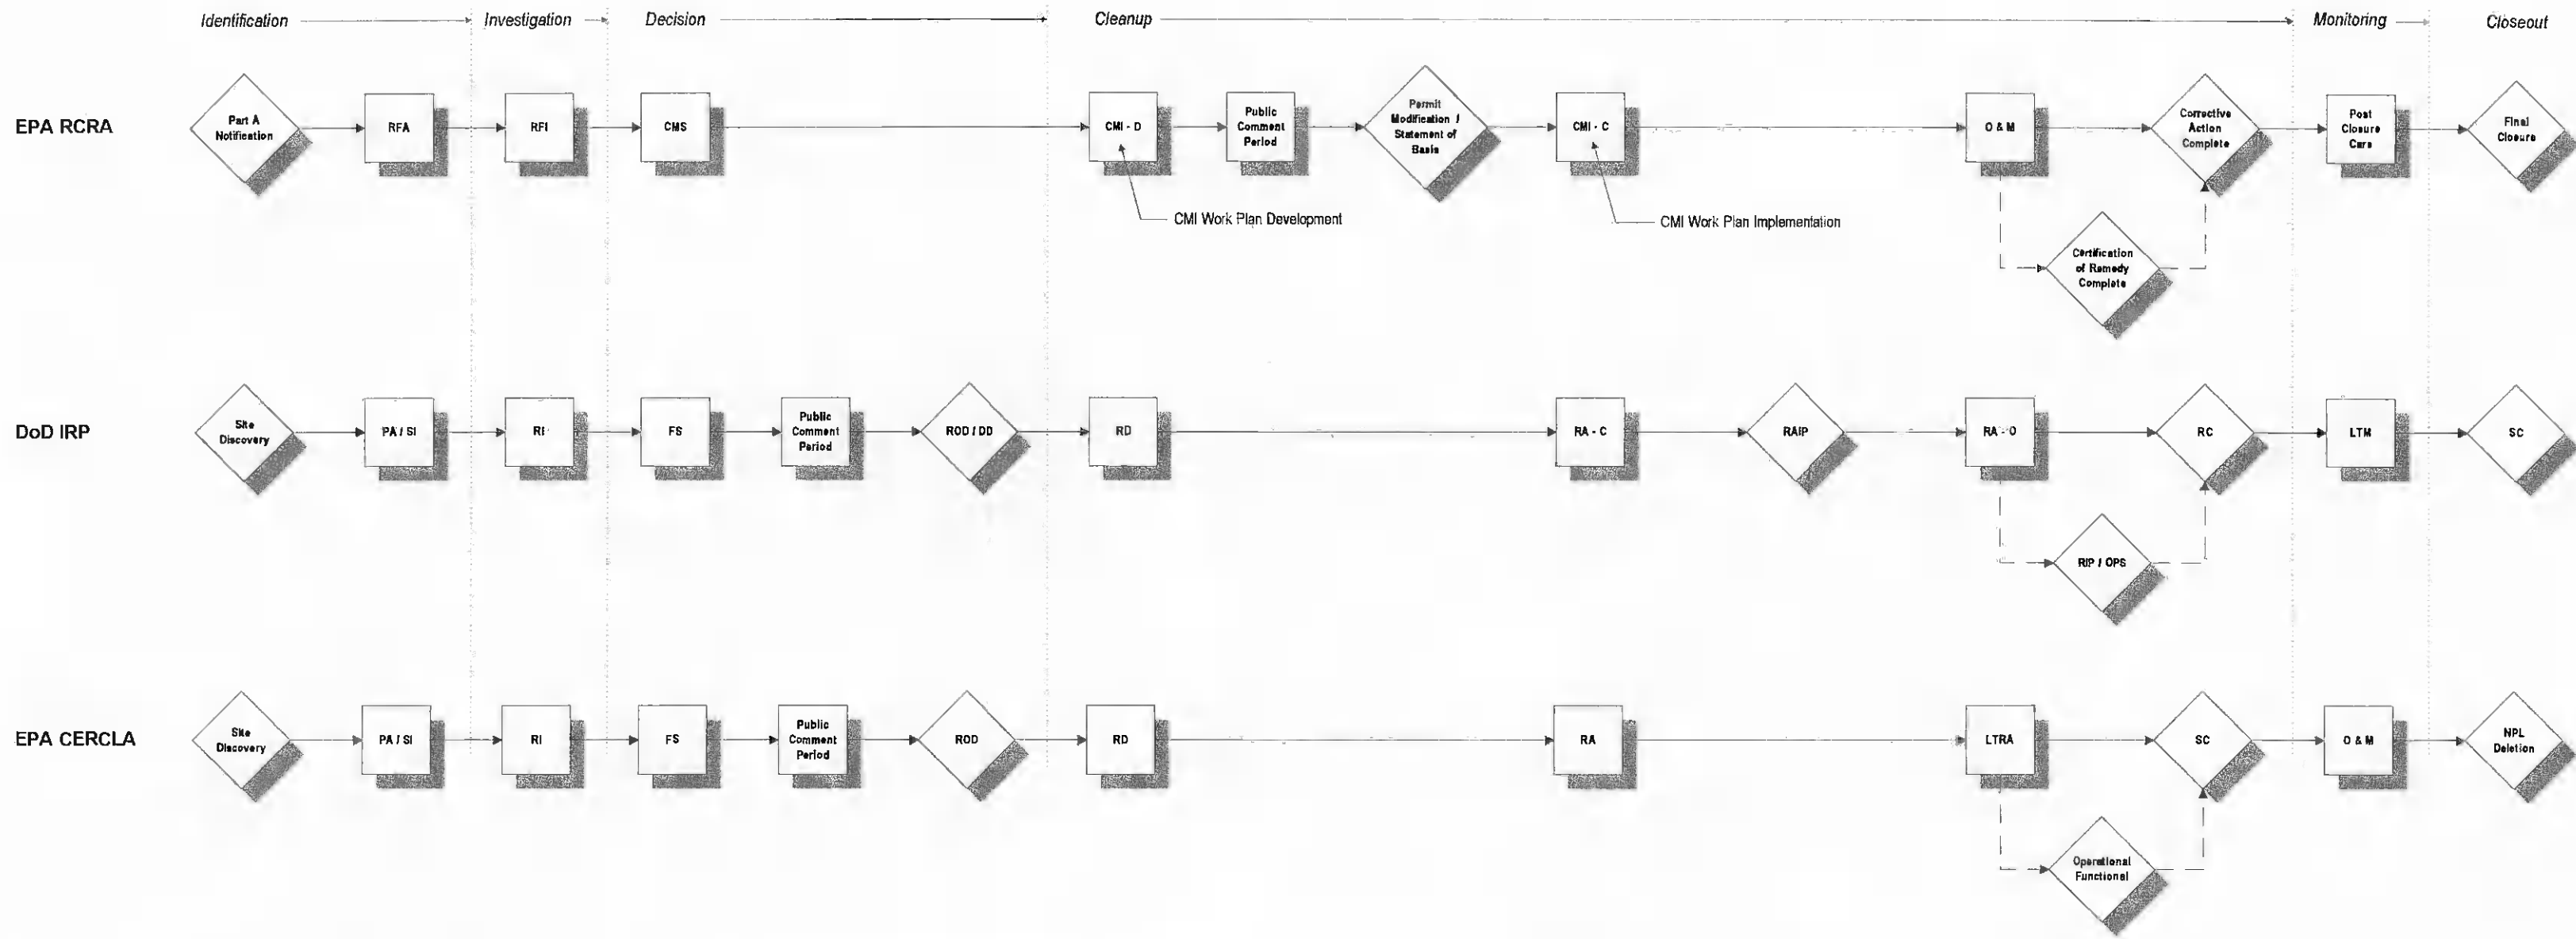 Identification
Investigation
Decision
Cleanup
Monitoring
Closeout
EPA RCRA
Part A
Notification
RFA
RFI
CMS
CMI - D
Public
Comment
Period
Permit
Modification /
Statement of
Basis
CMI - C
O & M
Corrective
Action
Complete
Post
Closure
Care
Final
Closure
CMI Work Plan Development
CMI Work Plan Implementation
Certification
of Remedy
Complete
DoD IRP
Site
Discovery
PA / SI
RI
FS
Public
Comment
Period
ROD / DD
RD
RA - C
RAIP
RA - O
RC
LTM
SC
RIP / OPS
EPA CERCLA
Site
Discovery
PA / SI
RI
FS
Public
Comment
Period
ROD
RD
RA
LTRA
SC
O & M
NPL
Deletion
Operational
Functional